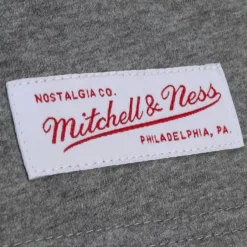 NOSTALGIA CO.
Mitchell & Ness
PHILADELPHIA, PA.